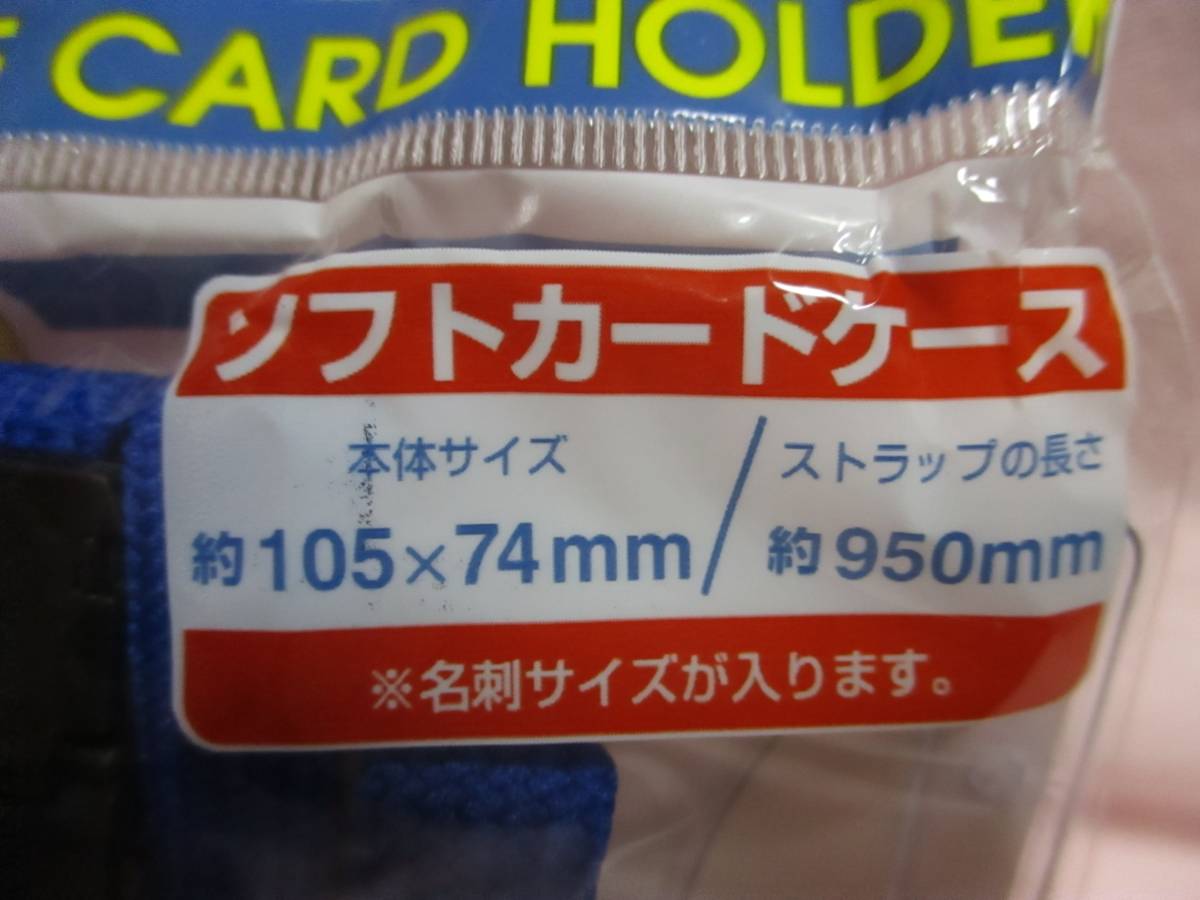 CARD HOLDER
ソフトカードケース
本体サイズ／ストラップの長さ
約105×74mm／約950mm
※名刺サイズが入ります。